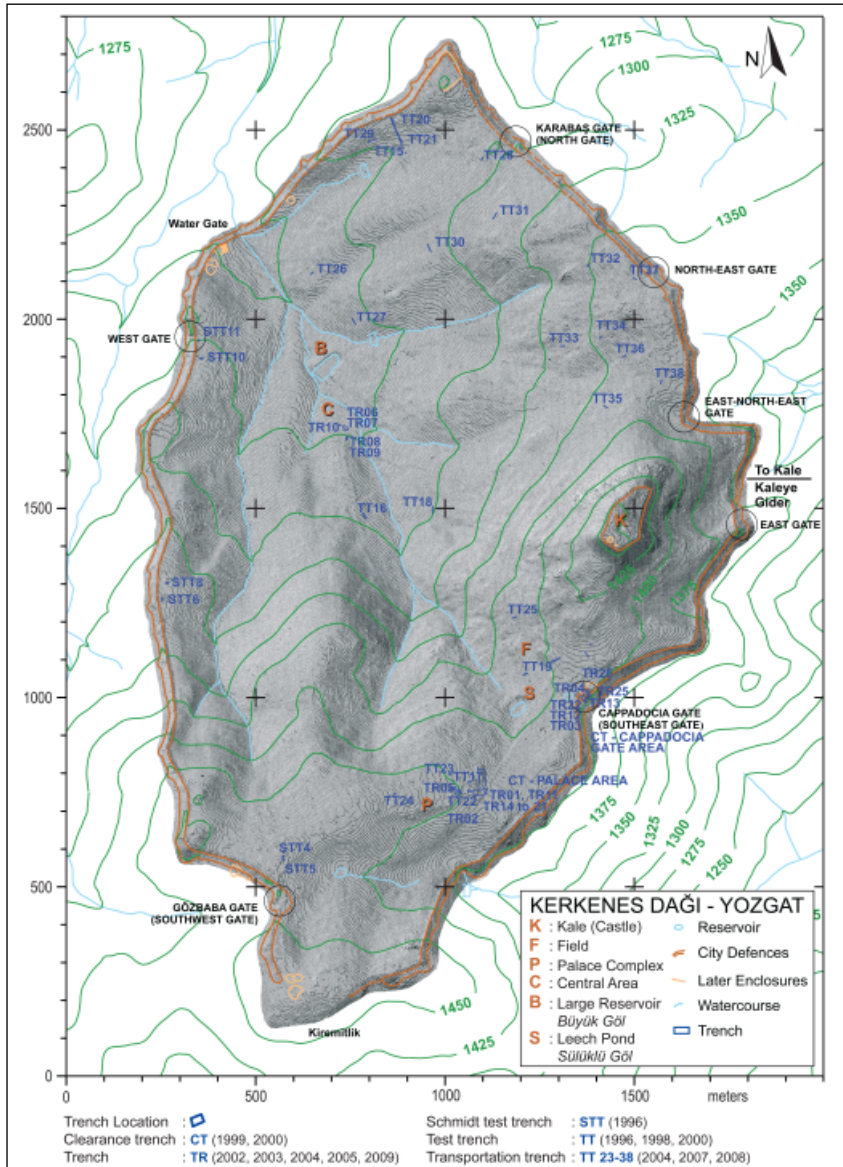 1275
1300
N
1325
2500
TT20
TT29
TT21
TT15
KARABAŞ GATE
(NORTH GATE)
TT28
1350
Water Gate
TT31
TT30
TT32
TT26
TT37
NORTH-EAST GATE
1350
2000
TT27
WEST GATE
STT11
STT10
B
TT33
TT34
TT36
TT38
C
TR06
TR07
TR10
TR08
TR09
TT35
EAST-NORTH-EAST
GATE
To Kale
Kaleye
Gider
1500
TT16
TT18
K
EAST GATE
1375
STT8
STT6
TT25
F
TT19
S
1000
TR04
TR25
TR13
TR03
CAPPADOCIA GATE
(SOUTHEAST GATE)
CT - CAPPADOCIA
GATE AREA
TT23
TT17
CT - PALACE AREA
TR05
TT24
P
TT22
TR01, TR11
TR14 to 21
TR02
1375
1350
1325
1300
1275
1250
STT4
STT5
500
GÖZBABA GATE
(SOUTHWEST GATE)
1450
1425
Kiremitlik
KERKENES DAĞI - YOZGAT
K : Kale (Castle)
F : Field
P : Palace Complex
C : Central Area
B : Large Reservoir
Büyük Göl
S : Leech Pond
Sülüklü Göl
Reservoir
City Defences
Later Enclosures
Watercourse
Trench
0
0
500
1000
1500
meters
Trench Location :
Clearance trench : CT (1999, 2000)
Trench : TR (2002, 2003, 2004, 2005, 2009)
Schmidt test trench : STT (1996)
Test trench : TT (1996, 1998, 2000)
Transportation trench : TT 23-38 (2004, 2007, 2008)